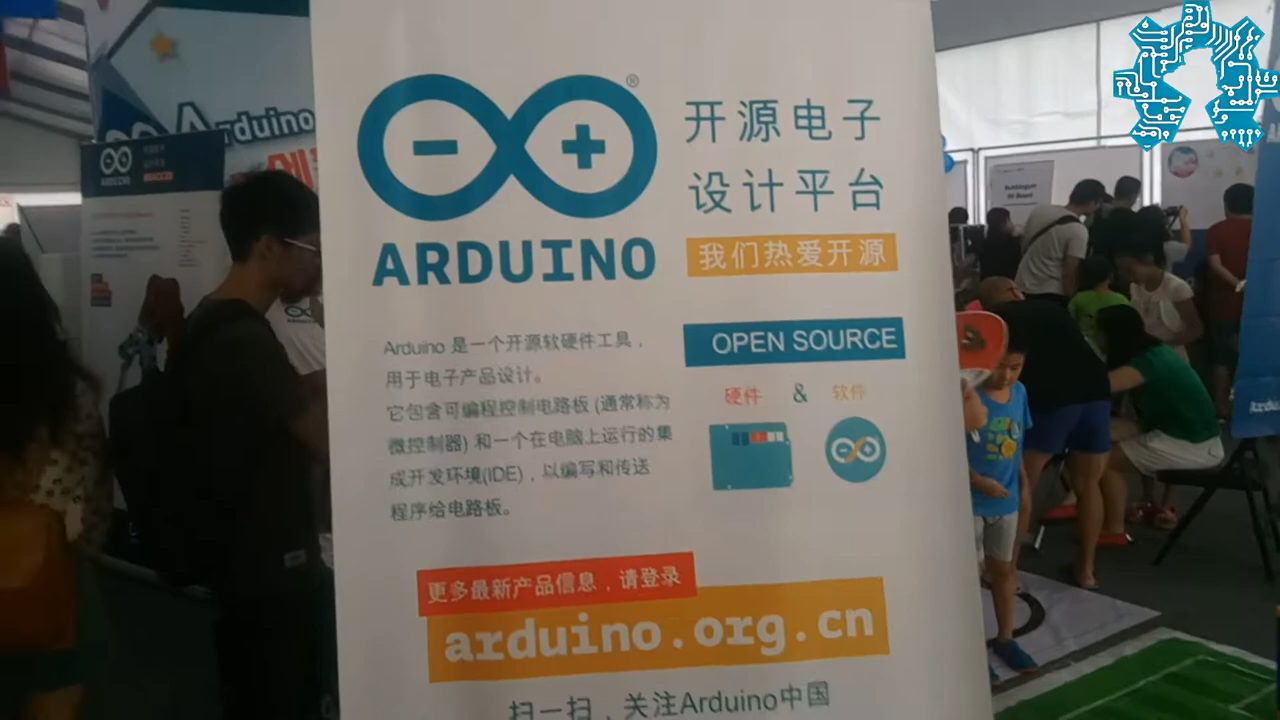 ARDUINO
®
开源电子
设计平台
我们热爱开源
Arduino 是一个开源软硬件工具，
用于电子产品设计。
它包含可编程控制电路板 (通常称为
微控制器) 和一个在电脑上运行的集
成开发环境(IDE)，以编写和传送
程序给电路板。
OPEN SOURCE
硬件 & 软件
更多最新产品信息，请登录
arduino.org.cn
扫一扫，关注Arduino中国
Arduino
ARDUINO